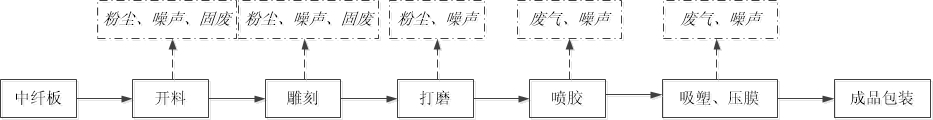 粉尘、噪声、固废
粉尘、噪声、固废
粉尘、噪声
废气、噪声
废气、噪声
中纤板
开料
雕刻
打磨
喷胶
吸塑、压膜
成品包装